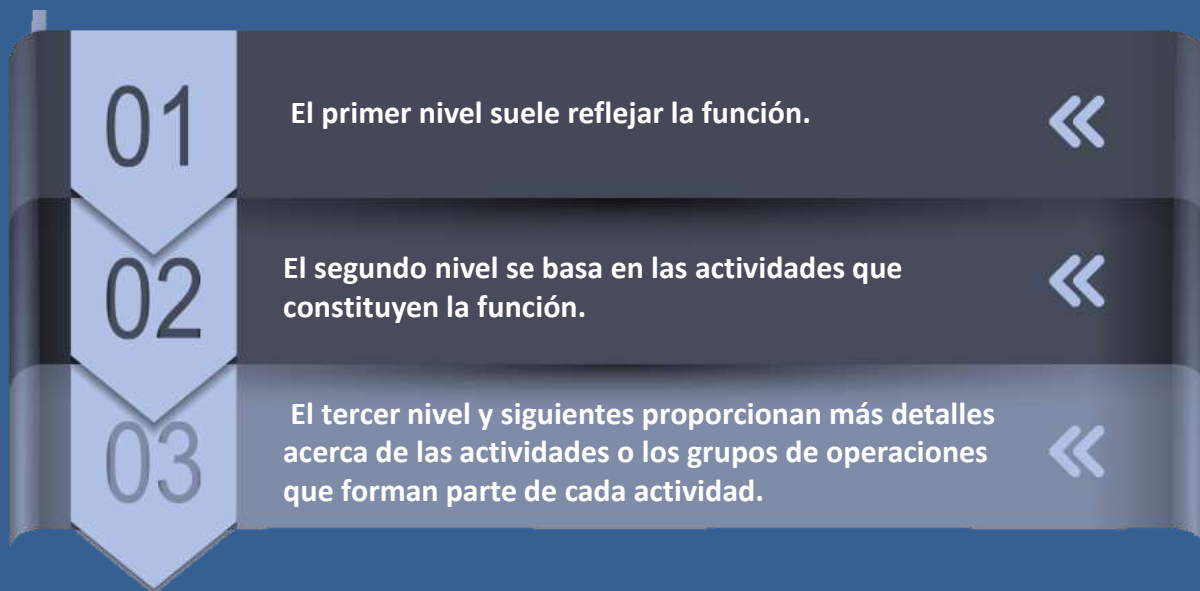 01
El primer nivel suele reflejar la función.
02
El segundo nivel se basa en las actividades que
constituyen la función.
03
El tercer nivel y siguientes proporcionan más detalles
acerca de las actividades o los grupos de operaciones
que forman parte de cada actividad.